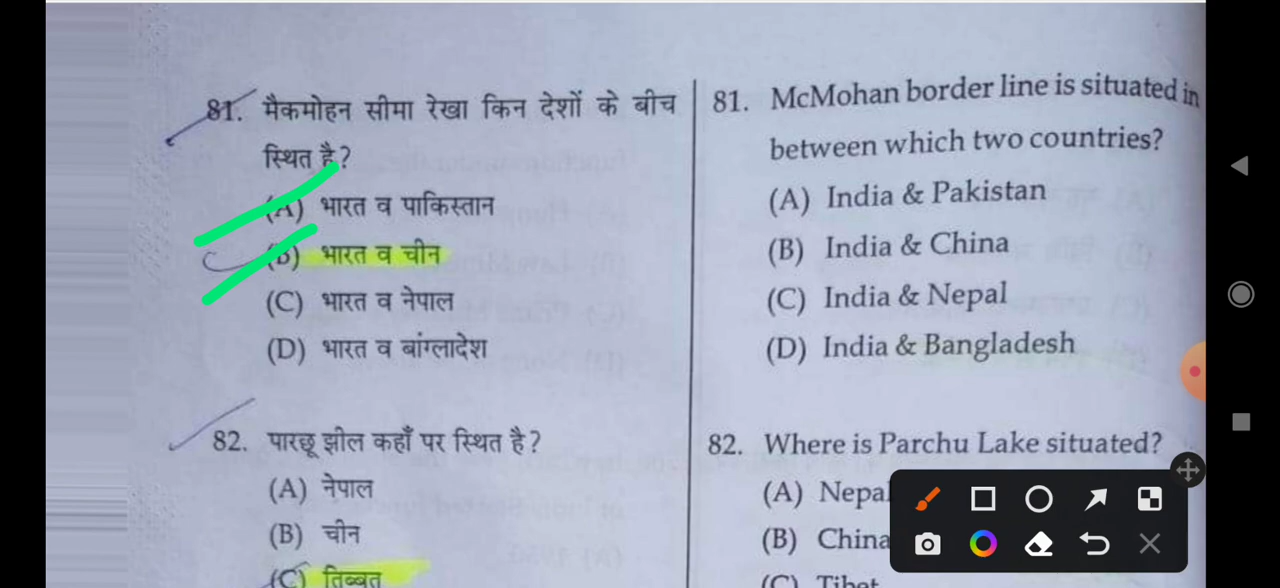 81. मैकमोहन सीमा रेखा किन देशों के बीच
स्थित है?
(A) भारत व पाकिस्तान
(B) भारत व चीन
(C) भारत व नेपाल
(D) भारत व बांग्लादेश
82. पारछू झील कहाँ पर स्थित है?
(A) नेपाल
(B) चीन
(C) तिब्बत
81. McMohan border line is situated in
between which two countries?
(A) India & Pakistan
(B) India & China
(C) India & Nepal
(D) India & Bangladesh
82. Where is Parchu Lake situated?
(A) Nepal
(B) China
(C) Tibet